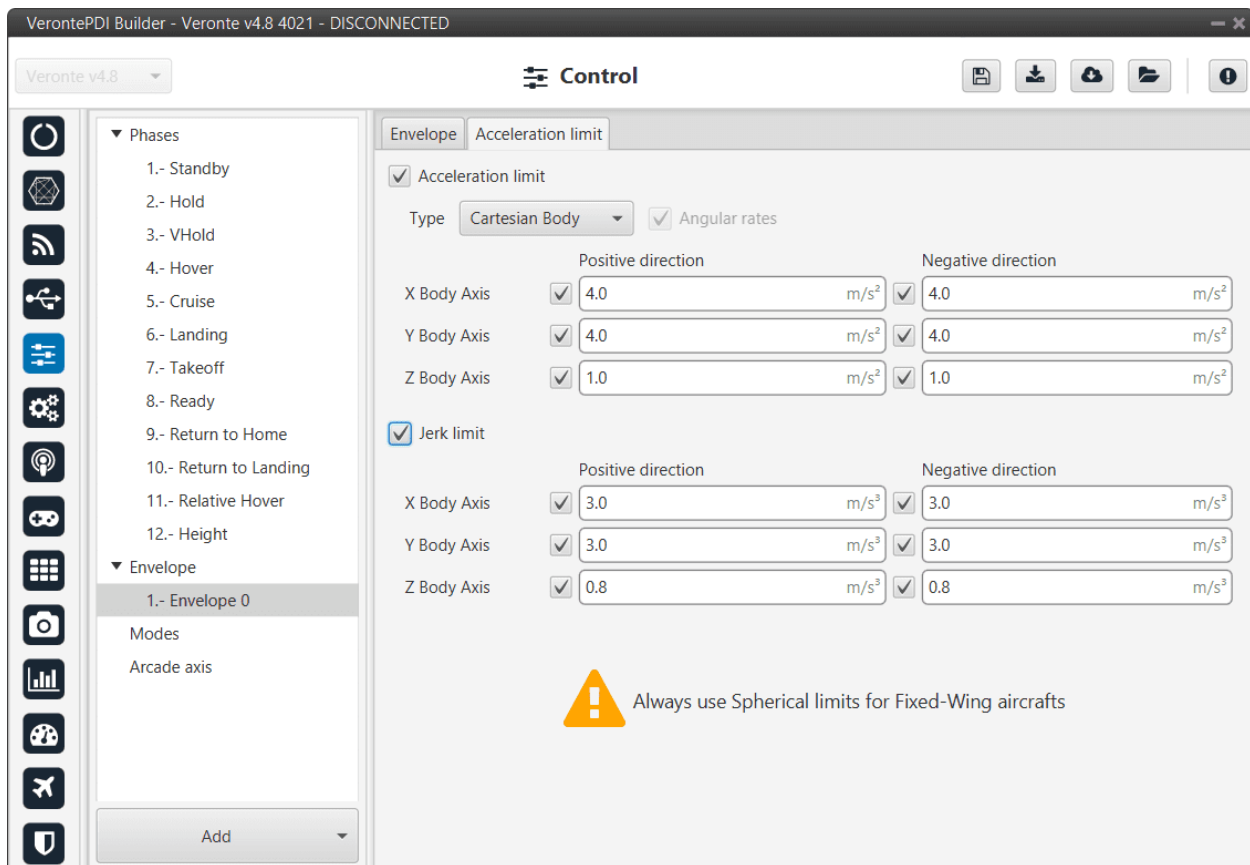 VerontePDI Builder - Veronte v4.8 4021 - DISCONNECTED
Veronte v4.8
Control
Phases
1.- Standby
2.- Hold
3.- VHold
4.- Hover
5.- Cruise
6.- Landing
7.- Takeoff
8.- Ready
9.- Return to Home
10.- Return to Landing
11.- Relative Hover
12.- Height
Envelope
1.- Envelope 0
Modes
Arcade axis
Add
Envelope Acceleration limit
Acceleration limit
Type Cartesian Body Angular rates
Positive direction Negative direction
X Body Axis 4.0 m/s² 4.0 m/s²
Y Body Axis 4.0 m/s² 4.0 m/s²
Z Body Axis 1.0 m/s² 1.0 m/s²
Jerk limit
Positive direction Negative direction
X Body Axis 3.0 m/s³ 3.0 m/s³
Y Body Axis 3.0 m/s³ 3.0 m/s³
Z Body Axis 0.8 m/s³ 0.8 m/s³
Always use Spherical limits for Fixed-Wing aircrafts